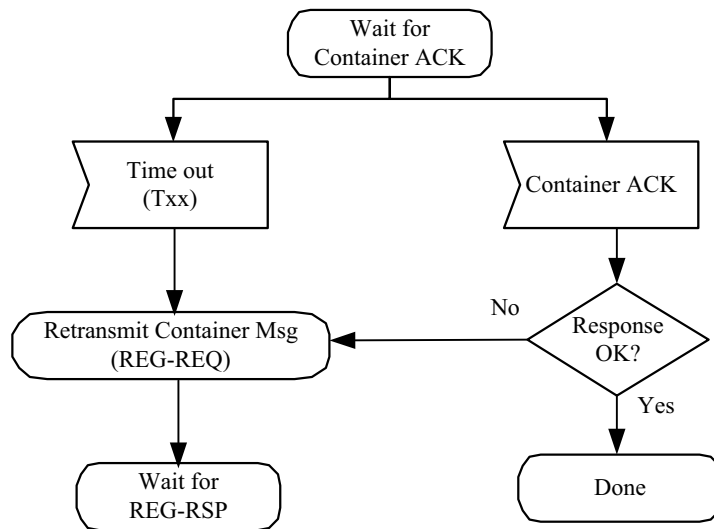 Wait for
Container ACK
Time out
(Txx)
Container ACK
Retransmit Container Msg
(REG-REQ)
No
Response
OK?
Yes
Wait for
REG-RSP
Done